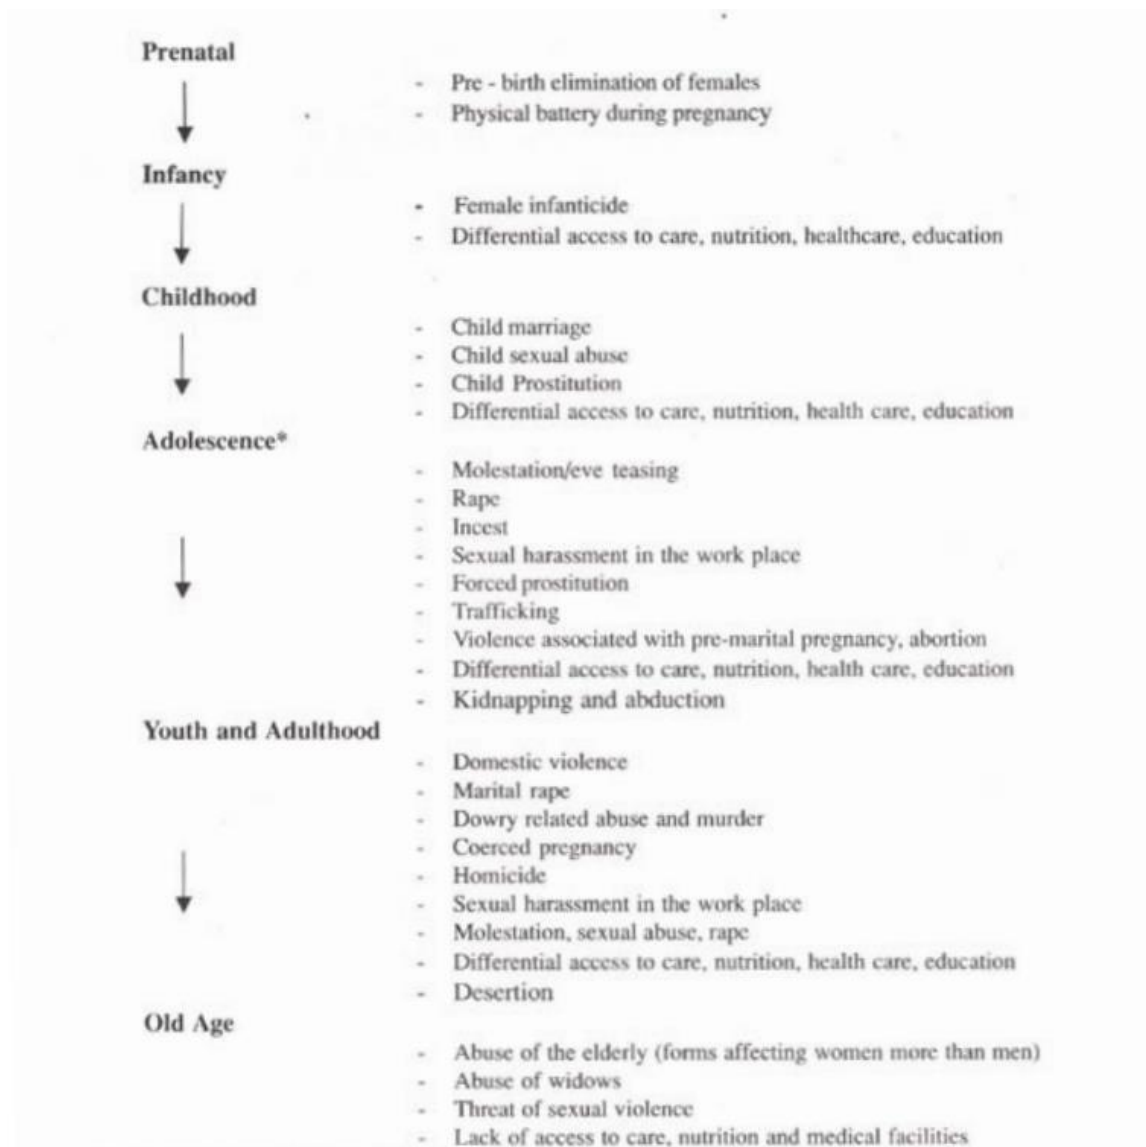 Prenatal
- Pre - birth elimination of females
- Physical battery during pregnancy
Infancy
- Female infanticide
- Differential access to care, nutrition, healthcare, education
Childhood
- Child marriage
- Child sexual abuse
- Child Prostitution
- Differential access to care, nutrition, health care, education
Adolescence*
- Molestation/eve teasing
- Rape
- Incest
- Sexual harassment in the work place
- Forced prostitution
- Trafficking
- Violence associated with pre-marital pregnancy, abortion
- Differential access to care, nutrition, health care, education
- Kidnapping and abduction
Youth and Adulthood
- Domestic violence
- Marital rape
- Dowry related abuse and murder
- Coerced pregnancy
- Homicide
- Sexual harassment in the work place
- Molestation, sexual abuse, rape
- Differential access to care, nutrition, health care, education
- Desertion
Old Age
- Abuse of the elderly (forms affecting women more than men)
- Abuse of widows
- Threat of sexual violence
- Lack of access to care, nutrition and medical facilities